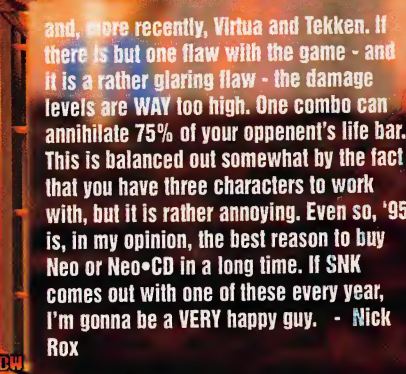 and, more recently, Virtua and Tekken. If
there is but one flaw with the game - and
it is a rather glaring flaw - the damage
levels are WAY too high. One combo can
annihilate 75% of your oppenent's life bar.
This is balanced out somewhat by the fact
that you have three characters to work
with, but it is rather annoying. Even so, '95
is, in my opinion, the best reason to buy
Neo or Neo•CD in a long time. If SNK
comes out with one of these every year,
I'm gonna be a VERY happy guy. - Nick
Rox